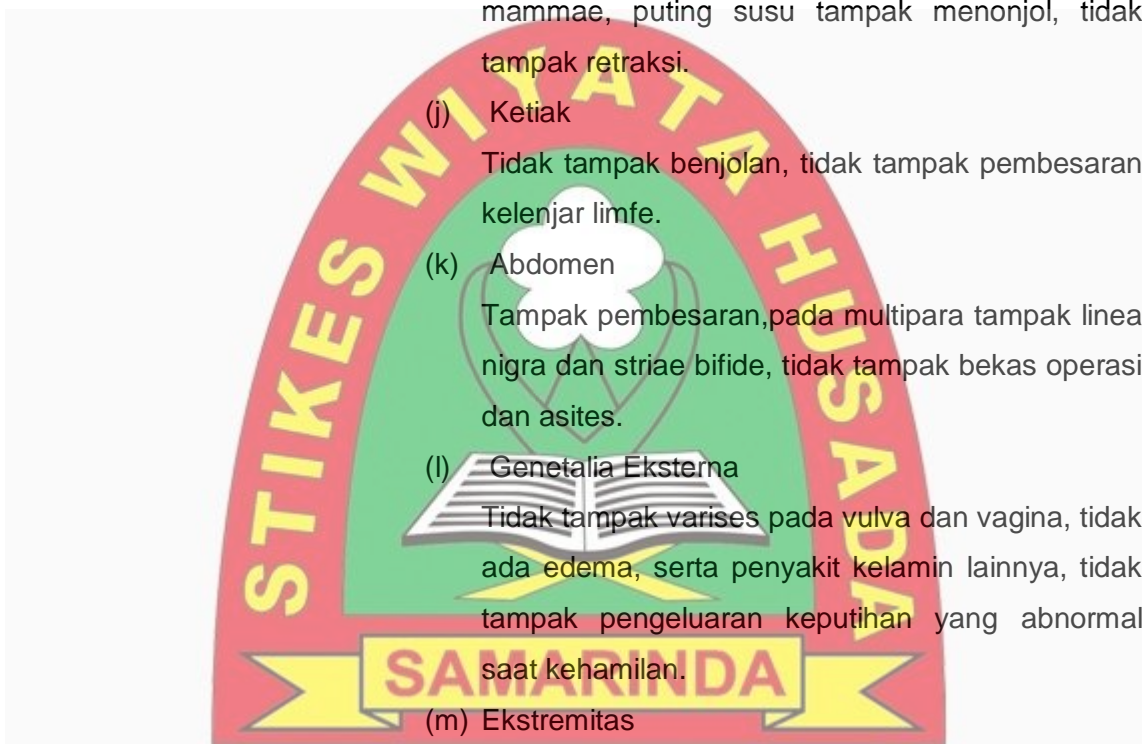 mammae, puting susu tampak menonjol, tidak
tampak retraksi.
(j) Ketiak
Tidak tampak benjolan, tidak tampak pembesaran
kelenjar limfe.
(k) Abdomen
Tampak pembesaran,pada multipara tampak linea
nigra dan striae bifide, tidak tampak bekas operasi
dan asites.
(l) Genetalia Eksterna
Tidak tampak varises pada vulva dan vagina, tidak
ada edema, serta penyakit kelamin lainnya, tidak
tampak pengeluaran keputihan yang abnormal
saat kehamilan.
(m) Ekstremitas
STIKES WIYATA HUSADA
SAMARINDA